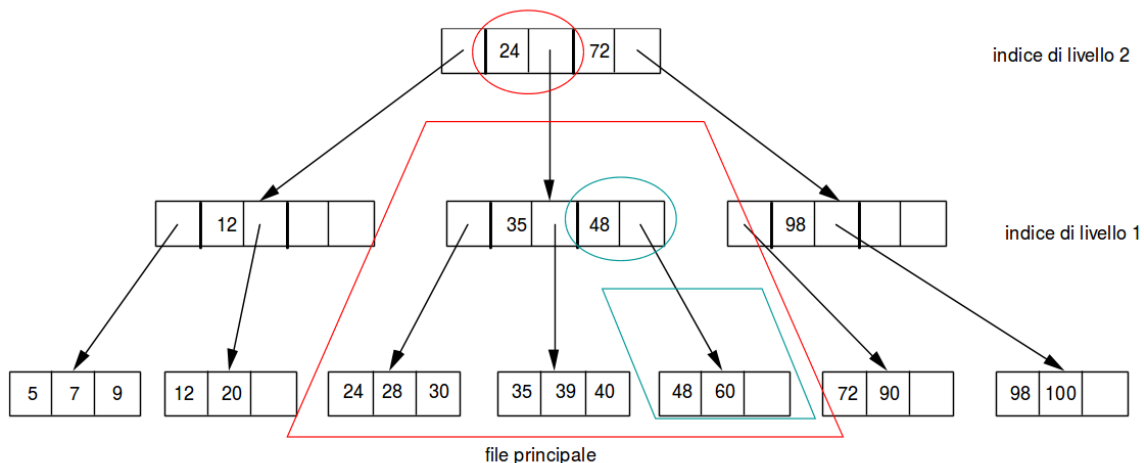 24 72 indice di livello 2
12 35 48 98 indice di livello 1
5 7 9 12 20 24 28 30 35 39 40 48 60 72 90 98 100
file principale